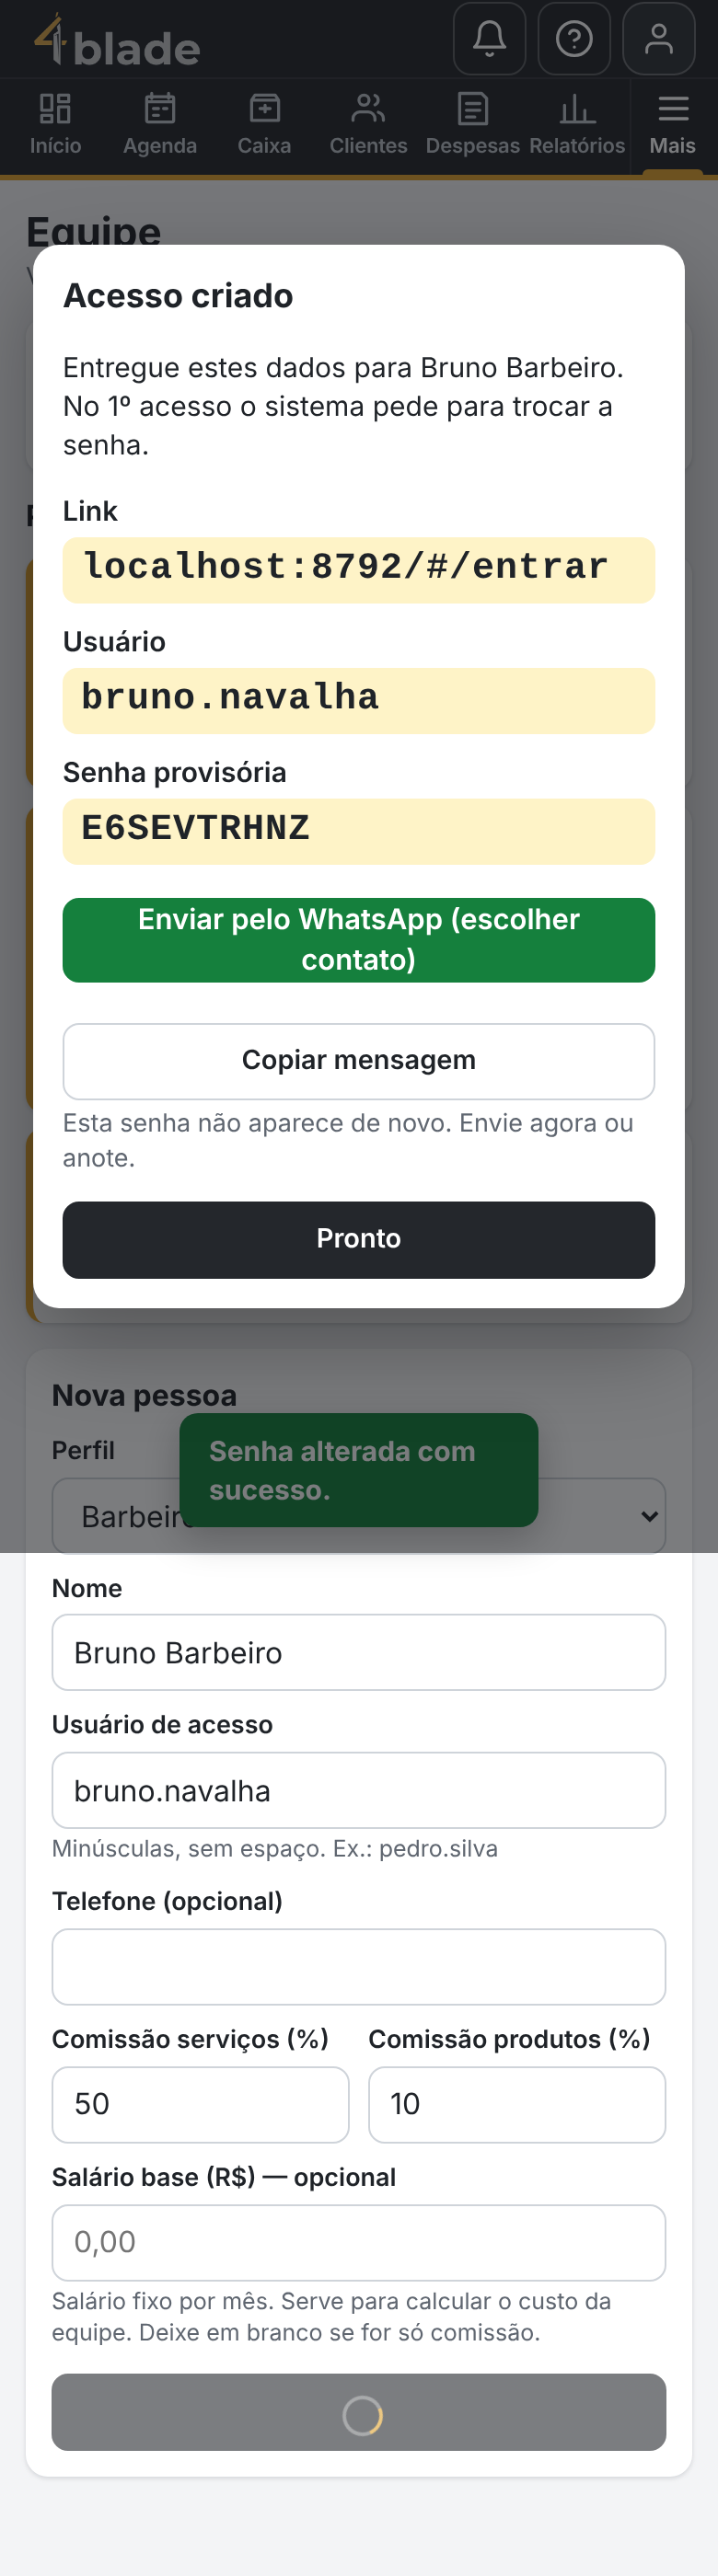 4blade
Início
Agenda
Caixa
Clientes
Despesas
Relatórios
Mais
Equipe
Acesso criado
Entregue estes dados para Bruno Barbeiro.
No 1º acesso o sistema pede para trocar a
senha.
Link
localhost:8792/#/entrar
Usuário
bruno.navalha
Senha provisória
E6SEVTRHNZ
Enviar pelo WhatsApp (escolher
contato)
Copiar mensagem
Esta senha não aparece de novo. Envie agora ou
anote.
Pronto
Nova pessoa
Perfil
Barbeiro
Senha alterada com
sucesso.
Nome
Bruno Barbeiro
Usuário de acesso
bruno.navalha
Minúsculas, sem espaço. Ex.: pedro.silva
Telefone (opcional)
Comissão serviços (%)
Comissão produtos (%)
50
10
Salário base (R$) — opcional
0,00
Salário fixo por mês. Serve para calcular o custo da
equipe. Deixe em branco se for só comissão.